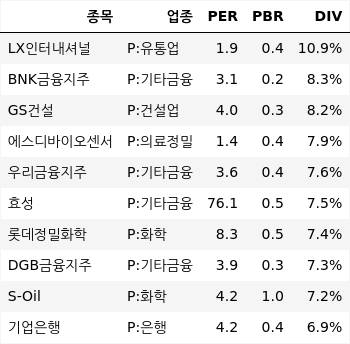 종목 업종 PER PBR DIV
LX인터내셔널 P:유통업 1.9 0.4 10.9%
BNK금융지주 P:기타금융 3.1 0.2 8.3%
GS건설 P:건설업 4.0 0.3 8.2%
에스디바이오센서 P:의료정밀 1.4 0.4 7.9%
우리금융지주 P:기타금융 3.6 0.4 7.6%
효성 P:기타금융 76.1 0.5 7.5%
롯데정밀화학 P:화학 8.3 0.5 7.4%
DGB금융지주 P:기타금융 3.9 0.3 7.3%
S-Oil P:화학 4.2 1.0 7.2%
기업은행 P:은행 4.2 0.4 6.9%